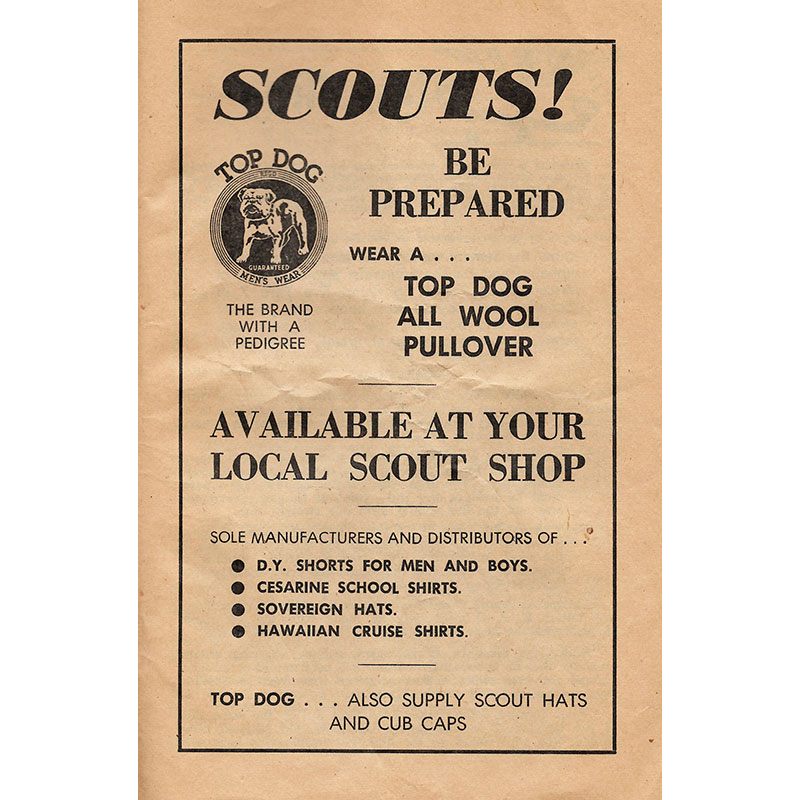 SCOUTS!
TOP DOG
REGD
GUARANTEED
MEN'S WEAR
THE BRAND
WITH A
PEDIGREE
BE
PREPARED
WEAR A . . .
TOP DOG
ALL WOOL
PULLOVER
AVAILABLE AT YOUR
LOCAL SCOUT SHOP
SOLE MANUFACTURERS AND DISTRIBUTORS OF . . .
● D.Y. SHORTS FOR MEN AND BOYS.
● CESARINE SCHOOL SHIRTS.
● SOVEREIGN HATS.
● HAWAIIAN CRUISE SHIRTS.
TOP DOG . . . ALSO SUPPLY SCOUT HATS
AND CUB CAPS